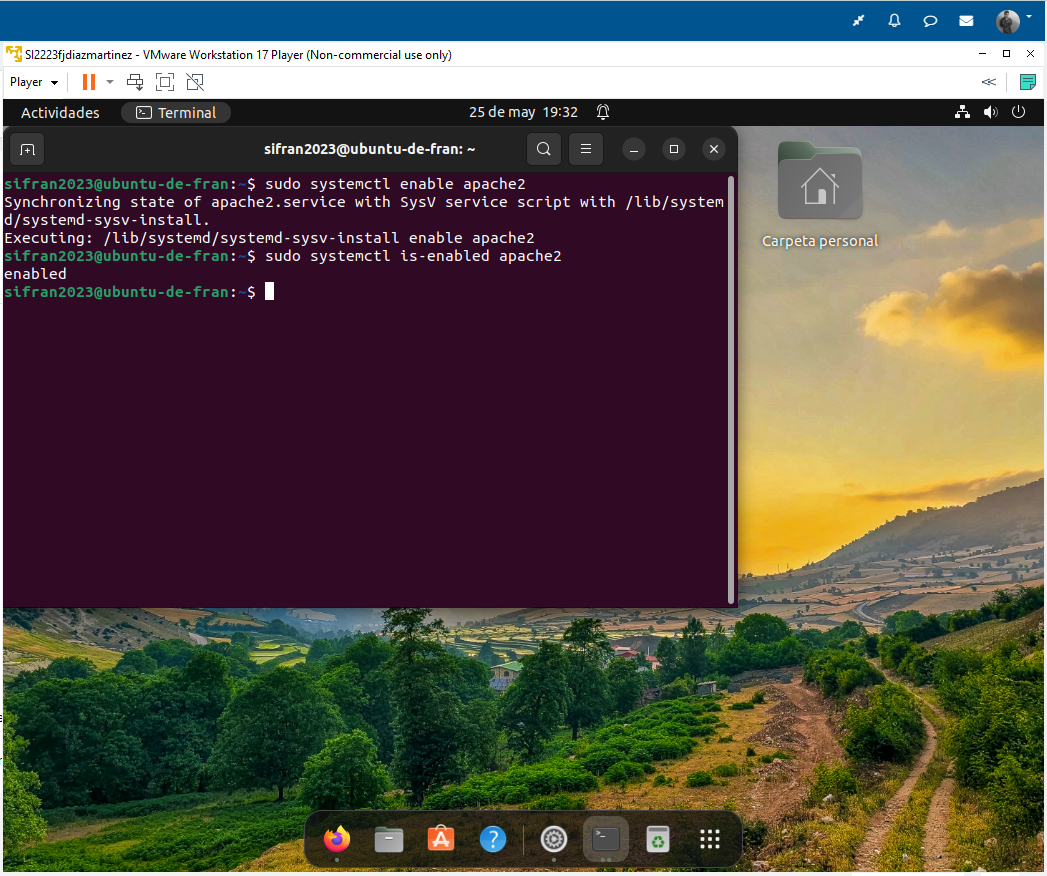 SI2223fjdiazmartinez - VMware Workstation 17 Player (Non-commercial use only)
Player
Actividades
Terminal
25 de may 19:32
sifran2023@ubuntu-de-fran: ~
sifran2023@ubuntu-de-fran:~$ sudo systemctl enable apache2
Synchronizing state of apache2.service with SysV service script with /lib/system
d/systemd-sysv-install.
Executing: /lib/systemd/systemd-sysv-install enable apache2
sifran2023@ubuntu-de-fran:~$ sudo systemctl is-enabled apache2
enabled
sifran2023@ubuntu-de-fran:~$
Carpeta personal